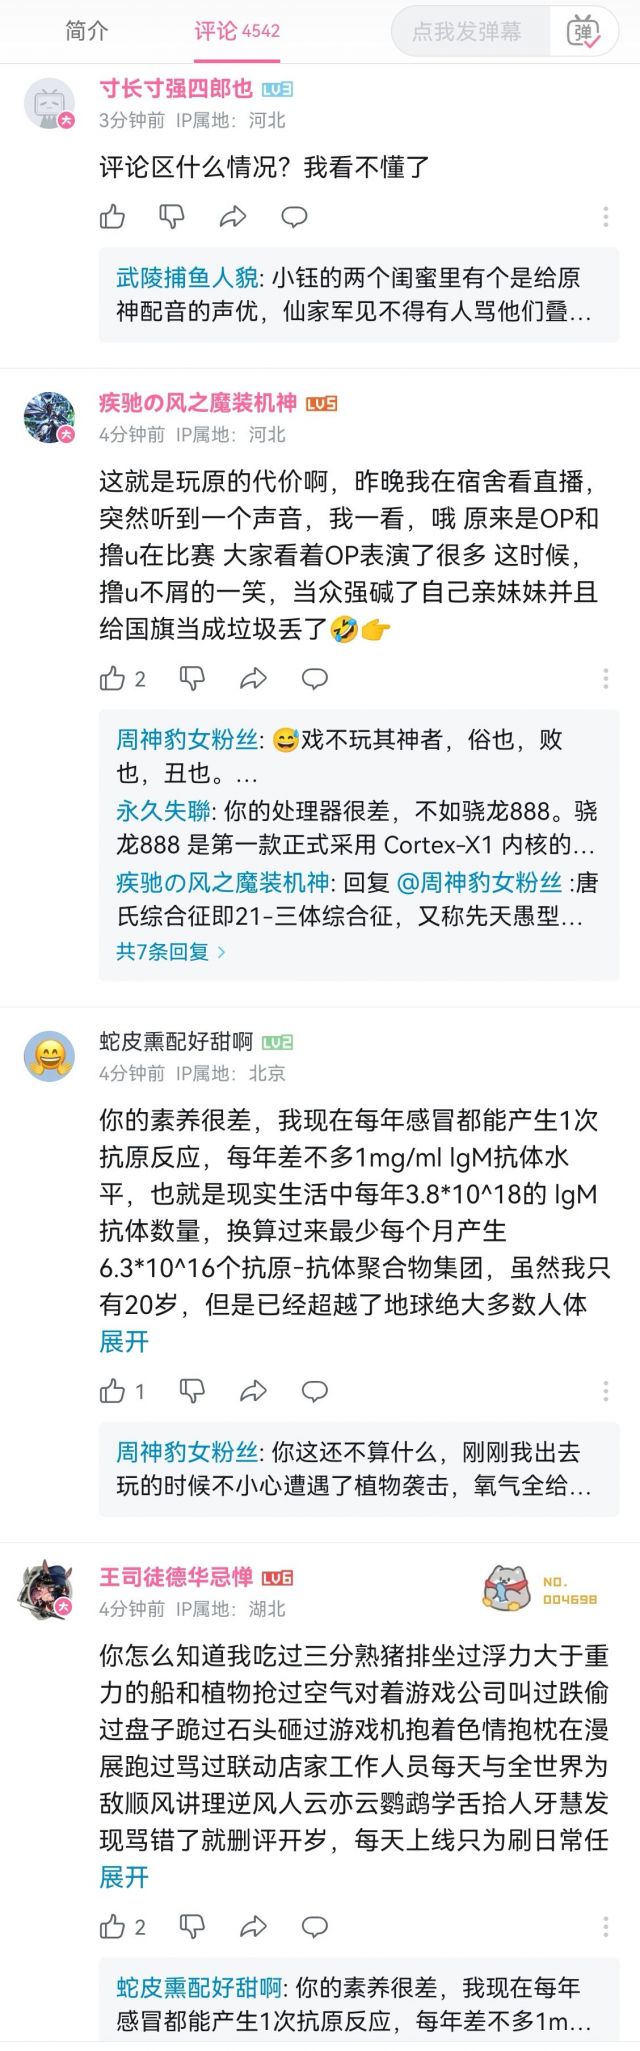 简介
评论 4542
点我发弹幕
弹
寸长寸强四郎也 LV3
3分钟前 IP属地：河北
评论区什么情况？我看不懂了
武陵捕鱼人貌: 小钰的两个闺蜜里有个是给原
神配音的声优，仙家军见不得有人骂他们叠...
疾驰の风之魔装机神 LV5
4分钟前 IP属地：河北
这就是玩原的代价啊，昨晚我在宿舍看直播，
突然听到一个声音，我一看，哦 原来是OP和
撸u在比赛 大家看着OP表演了很多 这时候，
撸u不屑的一笑，当众强碱了自己亲妹妹并且
给国旗当成垃圾丢了🤣👉
2
周神豹女粉丝: 😅戏不玩其神者，俗也，败
也，丑也。...
永久失聯: 你的处理器很差，不如骁龙888。骁
龙888 是第一款正式采用 Cortex-X1 内核的...
疾驰の风之魔装机神: 回复 @周神豹女粉丝 :唐
氏综合征即21-三体综合征，又称先天愚型...
共7条回复 >
蛇皮熏配好甜啊 LV2
4分钟前 IP属地：北京
你的素养很差，我现在每年感冒都能产生1次
抗原反应，每年差不多1mg/ml IgM抗体水
平，也就是现实生活中每年3.8*10^18的 IgM
抗体数量，换算过来最少每个月产生
6.3*10^16个抗原-抗体聚合物集团，虽然我只
有20岁，但是已经超越了地球绝大多数人体
展开
1
周神豹女粉丝: 你这还不算什么，刚刚我出去
玩的时候不小心遭遇了植物袭击，氧气全给...
王司徒德华忌惮 LV6
NO.
004698
4分钟前 IP属地：湖北
你怎么知道我吃过三分熟猪排坐过浮力大于重
力的船和植物抢过空气对着游戏公司叫过跌偷
过盘子跪过石头砸过游戏机抱着色情抱枕在漫
展跑过骂过联动店家工作人员每天与全世界为
敌顺风讲理逆风人云亦云鹦鹉学舌拾人牙慧发
现骂错了就删评开岁，每天上线只为刷日常任
展开
2
蛇皮熏配好甜啊: 你的素养很差，我现在每年
感冒都能产生1次抗原反应，每年差不多1m...